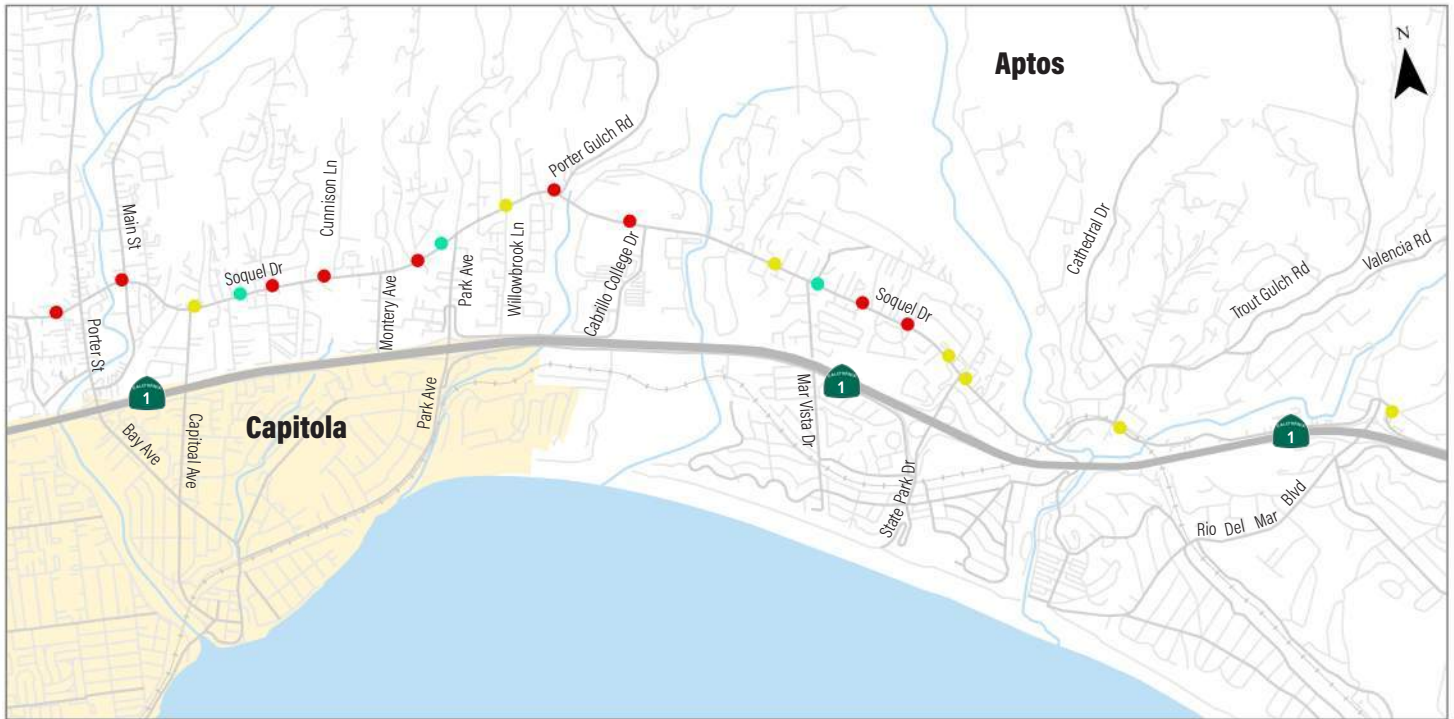 N
Aptos
Porter Gulch Rd
Main St
Cunnison Ln
Soquel Dr
Montery Ave
Park Ave
Willowbrook Ln
Cabrillo College Dr
Cathedral Dr
Trout Gulch Rd
Valencia Rd
Soquel Dr
Porter St
1
Capitola
Bay Ave
Capitoal Ave
Park Ave
Mar Vista Dr
1
State Park Dr
1
Rio Del Mar Blvd